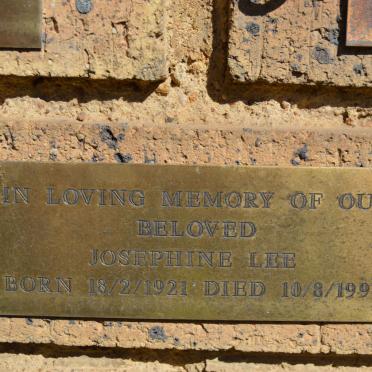 IN LOVING MEMORY OF OU
BELOVED
JOSEPHINE LEE
BORN 18/2/1921 DIED 10/8/199